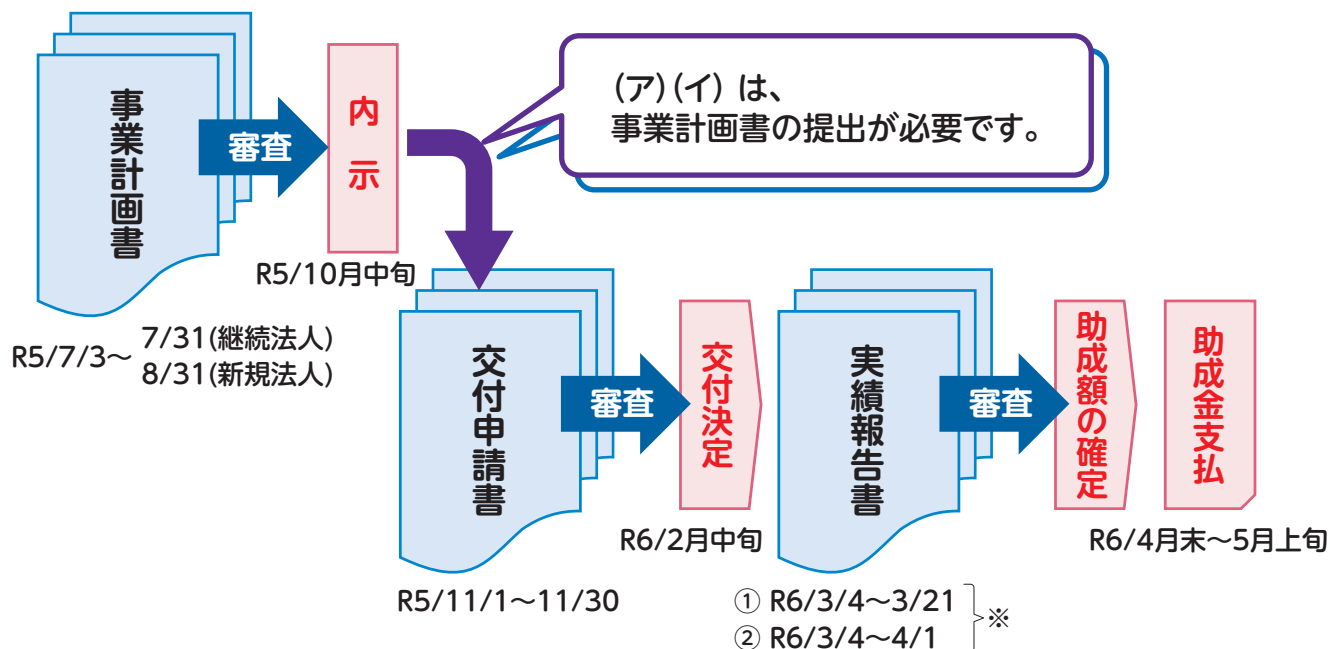 事業計画書
審査
内示
(ア)(イ) は、
事業計画書の提出が必要です。
R5/10月中旬
R5/7/3～
7/31(継続法人)
8/31(新規法人)
交付申請書
審査
交付決定
実績報告書
審査
助成額の確定
助成金支払
R6/2月中旬
R6/4月末～5月上旬
R5/11/1～11/30
① R6/3/4～3/21
② R6/3/4～4/1
※